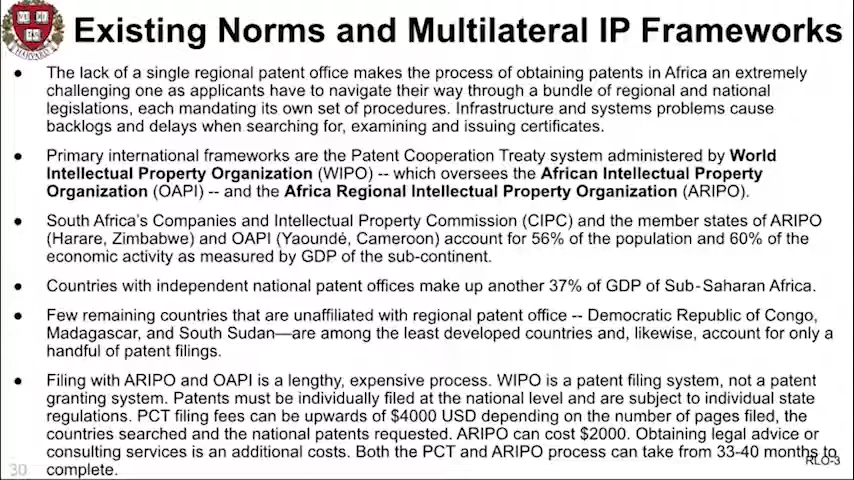 Existing Norms and Multilateral IP Frameworks
HARVARD
● The lack of a single regional patent office makes the process of obtaining patents in Africa an extremely
challenging one as applicants have to navigate their way through a bundle of regional and national
legislations, each mandating its own set of procedures. Infrastructure and systems problems cause
backlogs and delays when searching for, examining and issuing certificates.
● Primary international frameworks are the Patent Cooperation Treaty system administered by World
Intellectual Property Organization (WIPO) -- which oversees the African Intellectual Property
Organization (OAPI) -- and the Africa Regional Intellectual Property Organization (ARIPO).
● South Africa's Companies and Intellectual Property Commission (CIPC) and the member states of ARIPO
(Harare, Zimbabwe) and OAPI (Yaoundé, Cameroon) account for 56% of the population and 60% of the
economic activity as measured by GDP of the sub-continent.
● Countries with independent national patent offices make up another 37% of GDP of Sub-Saharan Africa.
● Few remaining countries that are unaffiliated with regional patent office -- Democratic Republic of Congo,
Madagascar, and South Sudan—are among the least developed countries and, likewise, account for only a
handful of patent filings.
● Filing with ARIPO and OAPI is a lengthy, expensive process. WIPO is a patent filing system, not a patent
granting system. Patents must be individually filed at the national level and are subject to individual state
regulations. PCT filing fees can be upwards of $4000 USD depending on the number of pages filed, the
countries searched and the national patents requested. ARIPO can cost $2000. Obtaining legal advice or
consulting services is an additional costs. Both the PCT and ARIPO process can take from 33-40 months to
complete.
30
RLO-3